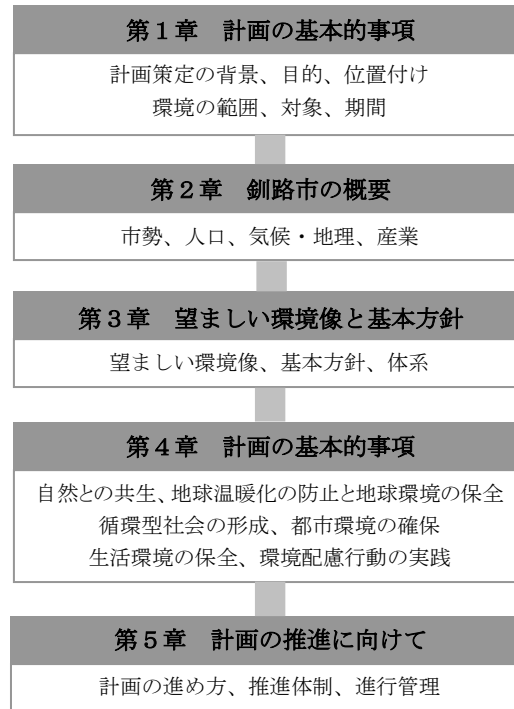 第１章　計画の基本的事項
計画策定の背景、目的、位置付け
環境の範囲、対象、期間
第２章　釧路市の概要
市勢、人口、気候・地理、産業
第３章　望ましい環境像と基本方針
望ましい環境像、基本方針、体系
第４章　計画の基本的事項
自然との共生、地球温暖化の防止と地球環境の保全
循環型社会の形成、都市環境の確保
生活環境の保全、環境配慮行動の実践
第５章　計画の推進に向けて
計画の進め方、推進体制、進行管理